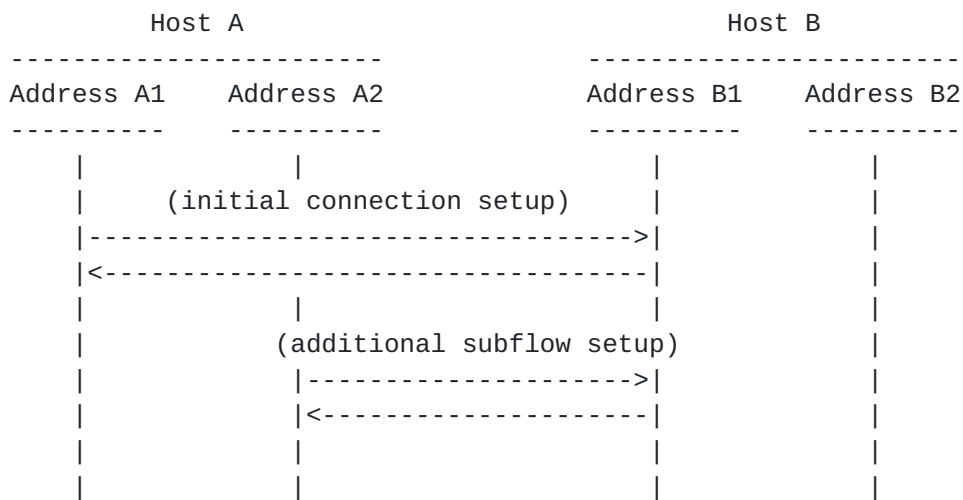 Host A                               Host B
------------------------             ------------------------
Address A1    Address A2             Address B1    Address B2
----------    ----------             ----------    ----------
    |             |                      |             |
    |     (initial connection setup)     |             |
    |----------------------------------->|             |
    |<-----------------------------------|             |
    |             |                      |             |
    |            (additional subflow setup)            |
    |             |--------------------->|             |
    |             |<---------------------|             |
    |             |                      |             |
    |             |                      |             |